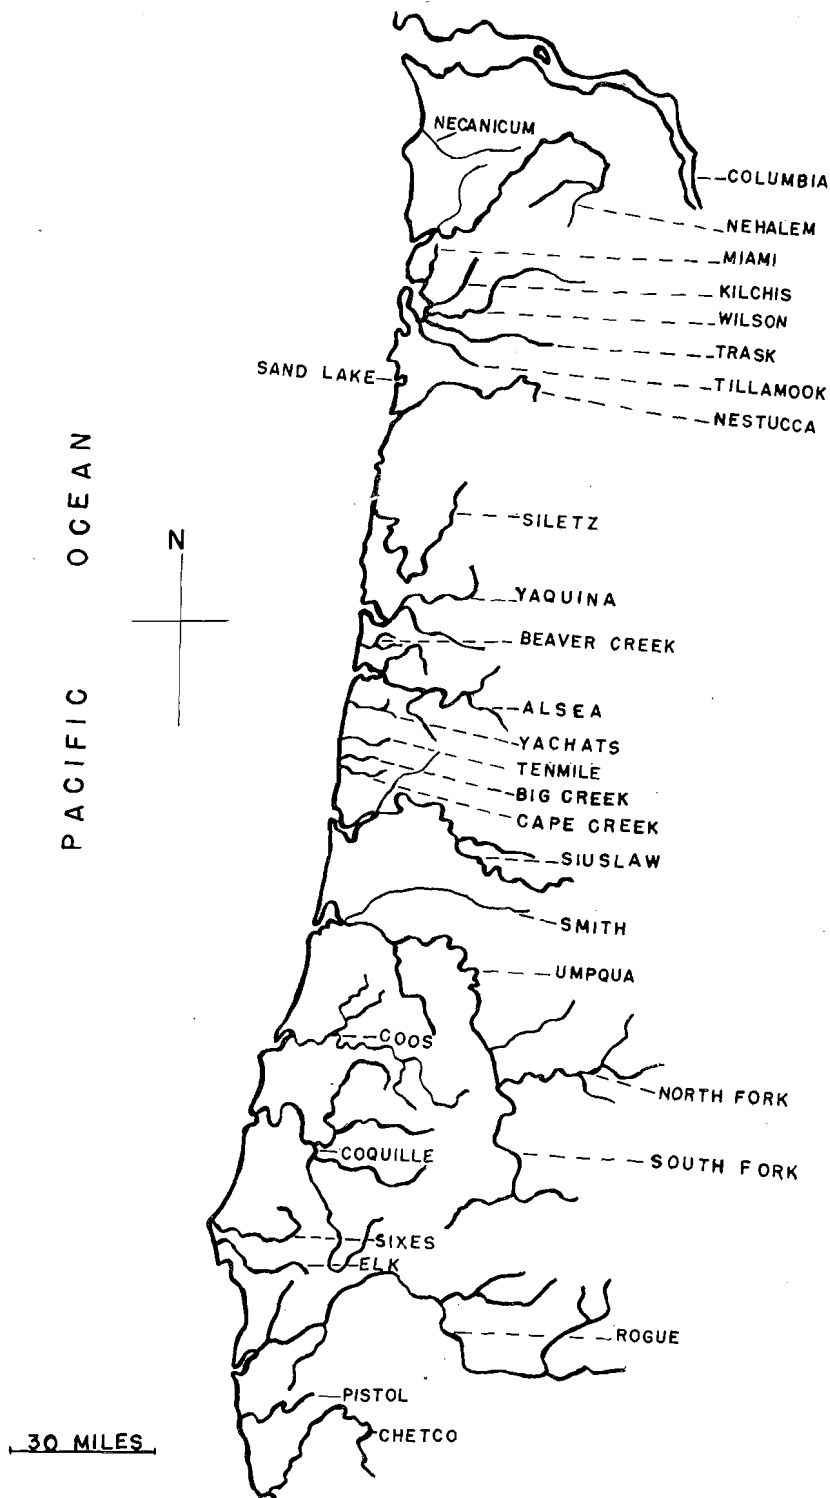 NECANICUM
COLUMBIA
NEHALEM
MIAMI
KILCHIS
WILSON
TRASK
SAND LAKE
TILLAMOOK
NESTUCCA
PACIFIC OCEAN
SILETZ
N
YAQUINA
BEAVER CREEK
ALSEA
YACHATS
TENMILE
BIG CREEK
CAPE CREEK
SIUSLAW
SMITH
UMPQUA
COOS
NORTH FORK
COQUILLE
SOUTH FORK
SIXES
ELK
ROGUE
PISTOL
CHETCO
30 MILES